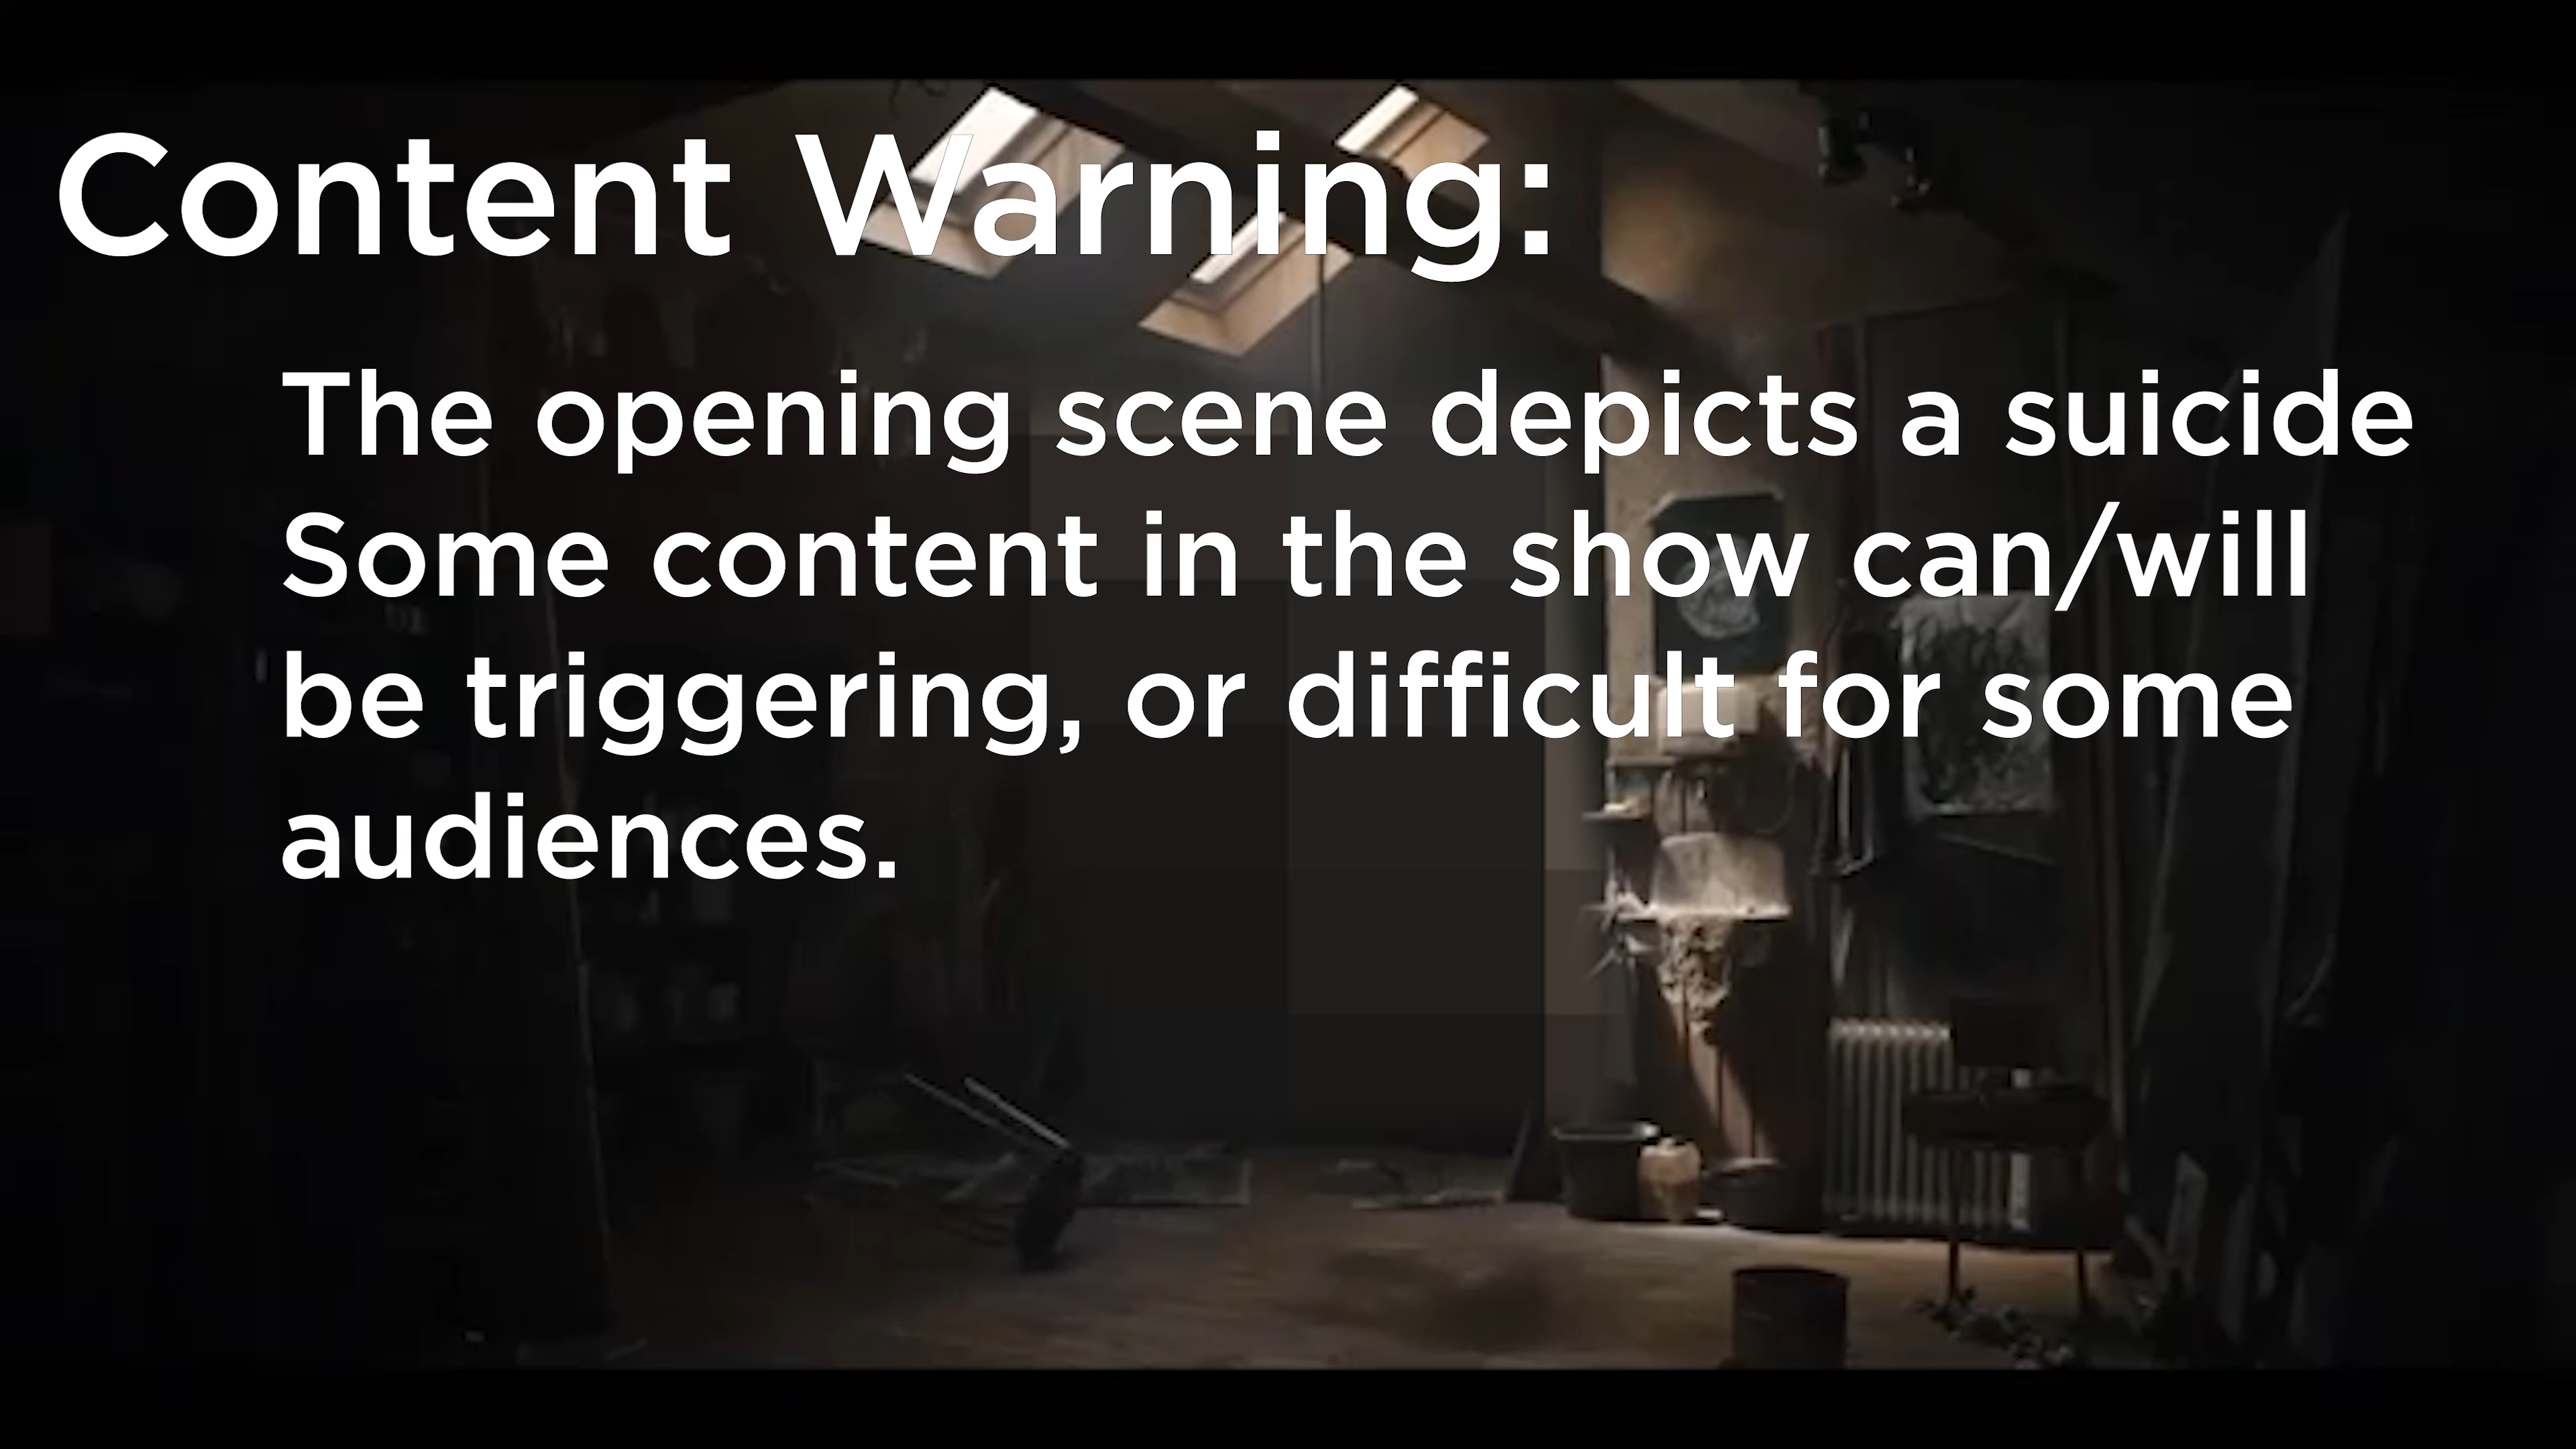 Content Warning:
The opening scene depicts a suicide
Some content in the show can/will
be triggering, or difficult for some
audiences.